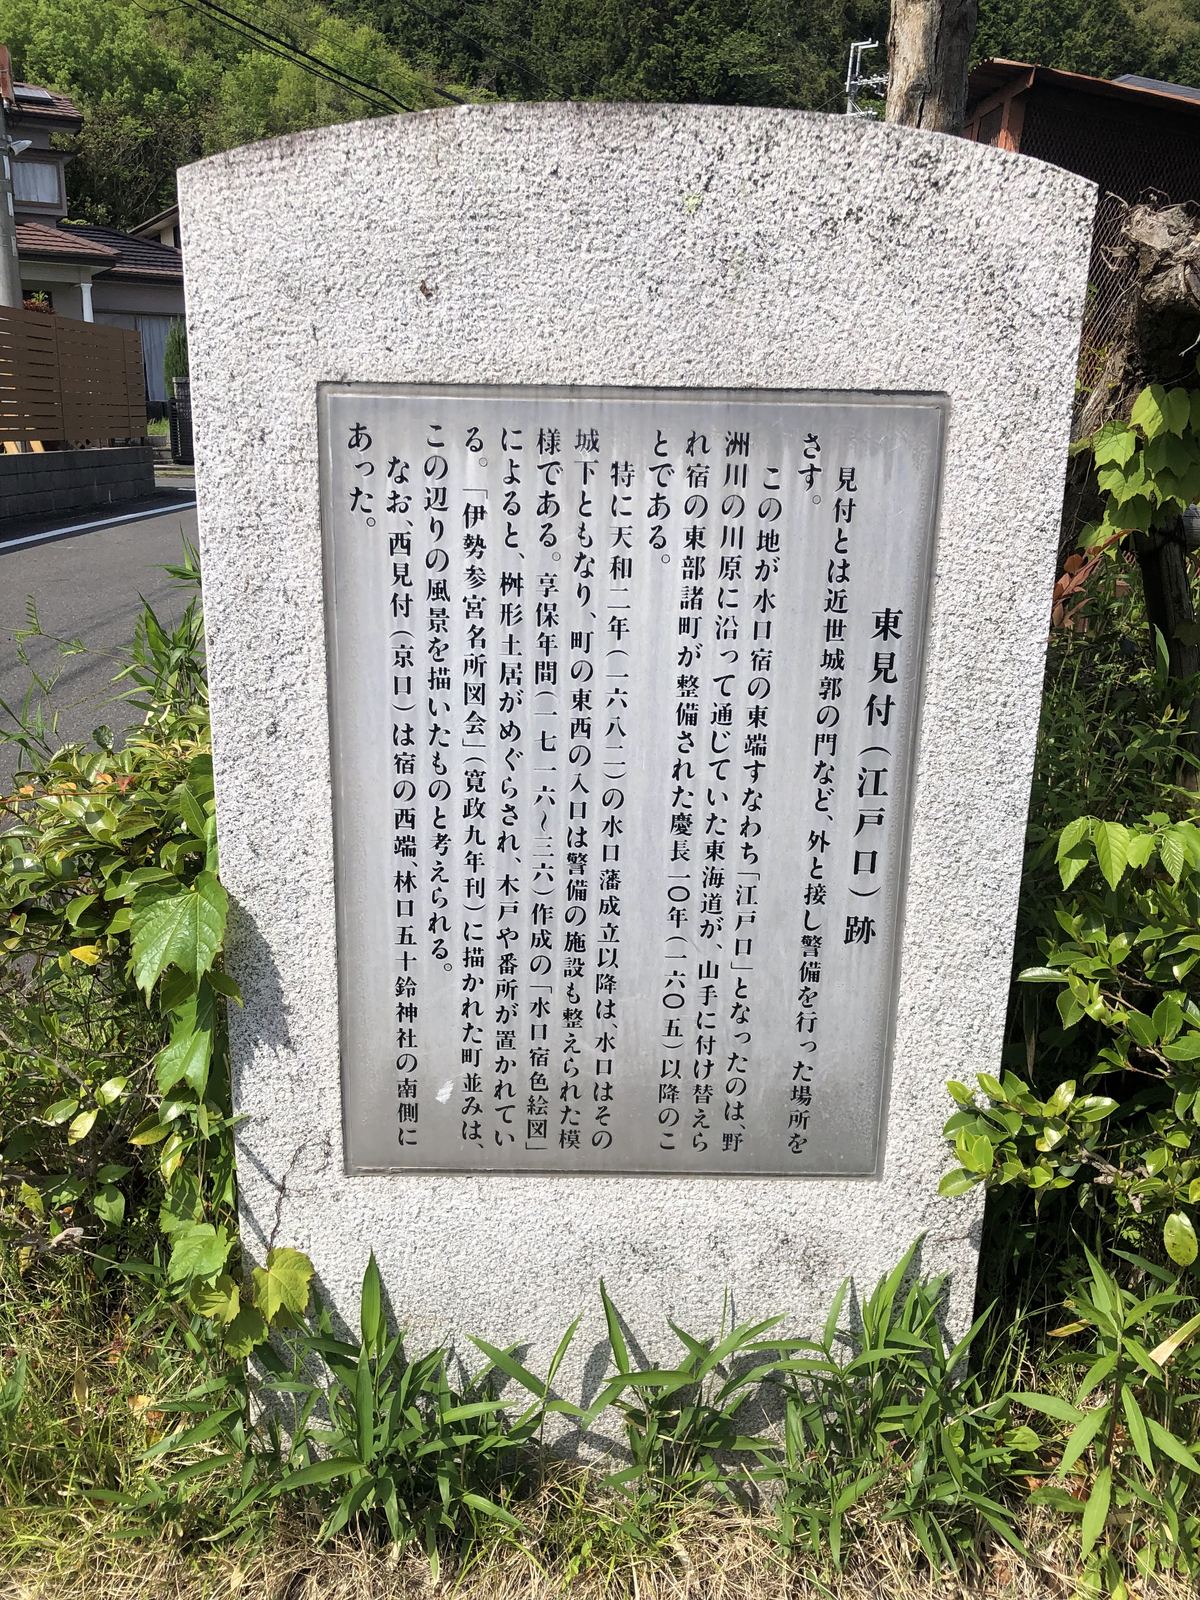 東見付（江戸口）跡
見付とは近世城郭の門など、外と接し警備を行った場所を
さす。
この地が水口宿の東端すなわち「江戸口」となったのは、野
洲川の川原に沿って通じていた東海道が、山手に付け替えら
れ宿の東部諸町が整備された慶長一〇年（一六〇五）以降のこ
とである。
特に天和二年（一六八二）の水口藩成立以降は、水口はその
城下ともなり、町の東西の入口は警備の施設も整えられた模
様である。享保年間（一七一六〜三六）作成の「水口宿色絵図」
によると、桝形土居がめぐらされ、木戸や番所が置かれてい
る。「伊勢参宮名所図会」（寛政九年刊）に描かれた町並みは、
この辺りの風景を描いたものと考えられる。
なお、西見付（京口）は宿の西端、林口五十鈴神社の南側に
あった。